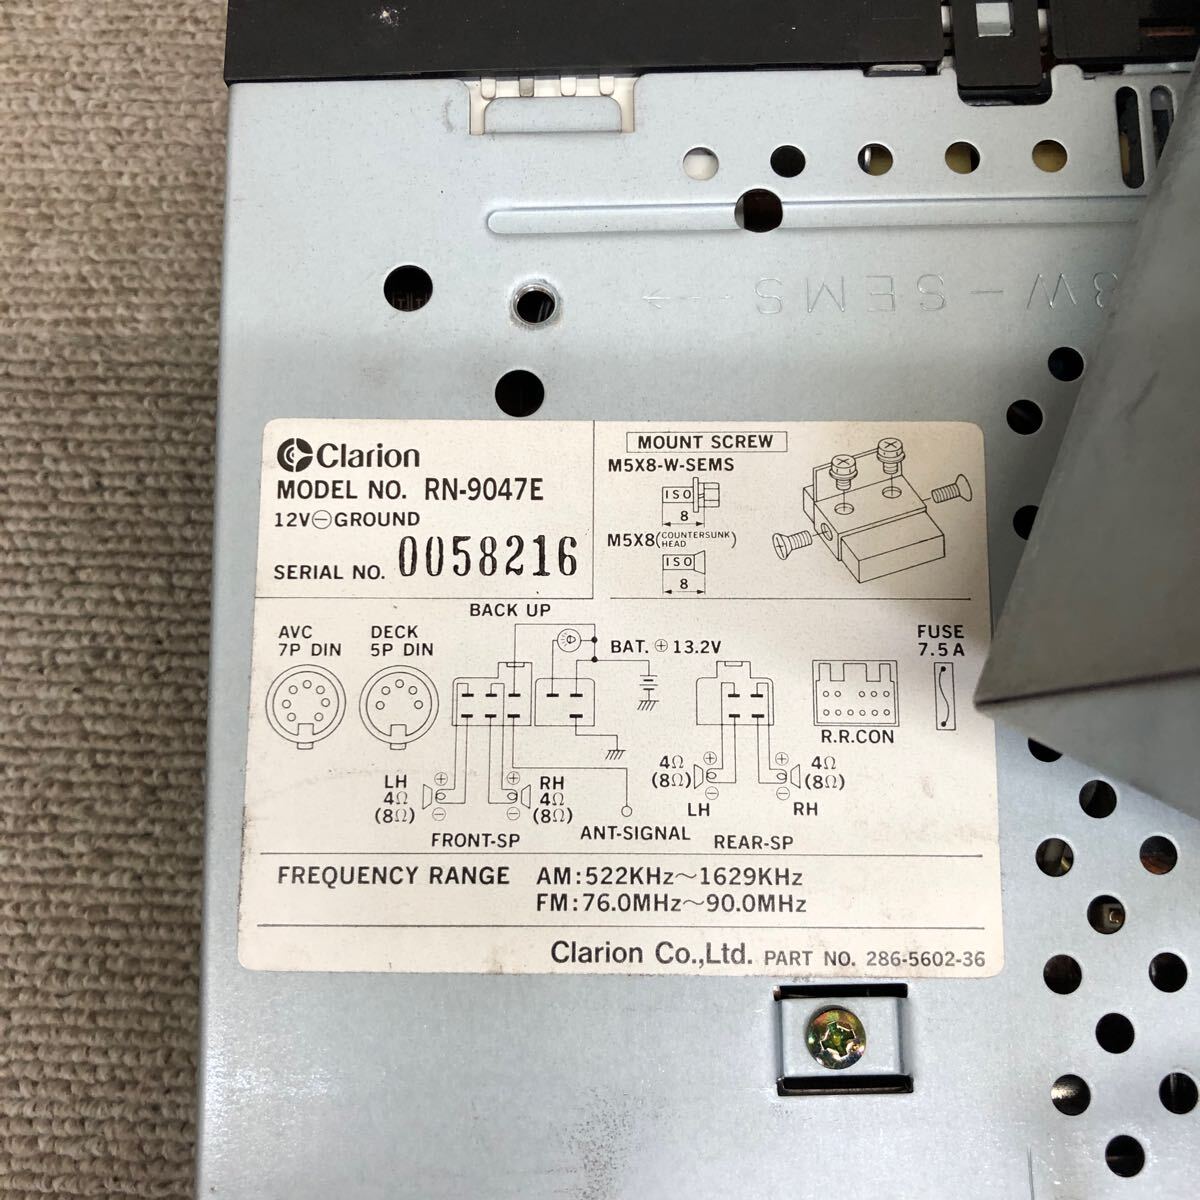 3W-SEMS
Clarion
MODEL NO. RN-9047E
12V⊖GROUND
SERIAL NO. 0058216
MOUNT SCREW
M5X8-W-SEMS
ISO
8
M5X8(COUNTERSUNK HEAD)
ISO
8
BACK UP
AVC
7P DIN
DECK
5P DIN
BAT. ⊕ 13.2V
FUSE
7.5A
R.R.CON
LH
4Ω
(8Ω)
RH
4Ω
(8Ω)
FRONT-SP
ANT-SIGNAL
4Ω
(8Ω)
LH
4Ω
(8Ω)
RH
REAR-SP
FREQUENCY RANGE AM:522KHz~1629KHz
FM:76.0MHz~90.0MHz
Clarion Co.,Ltd. PART NO. 286-5602-36